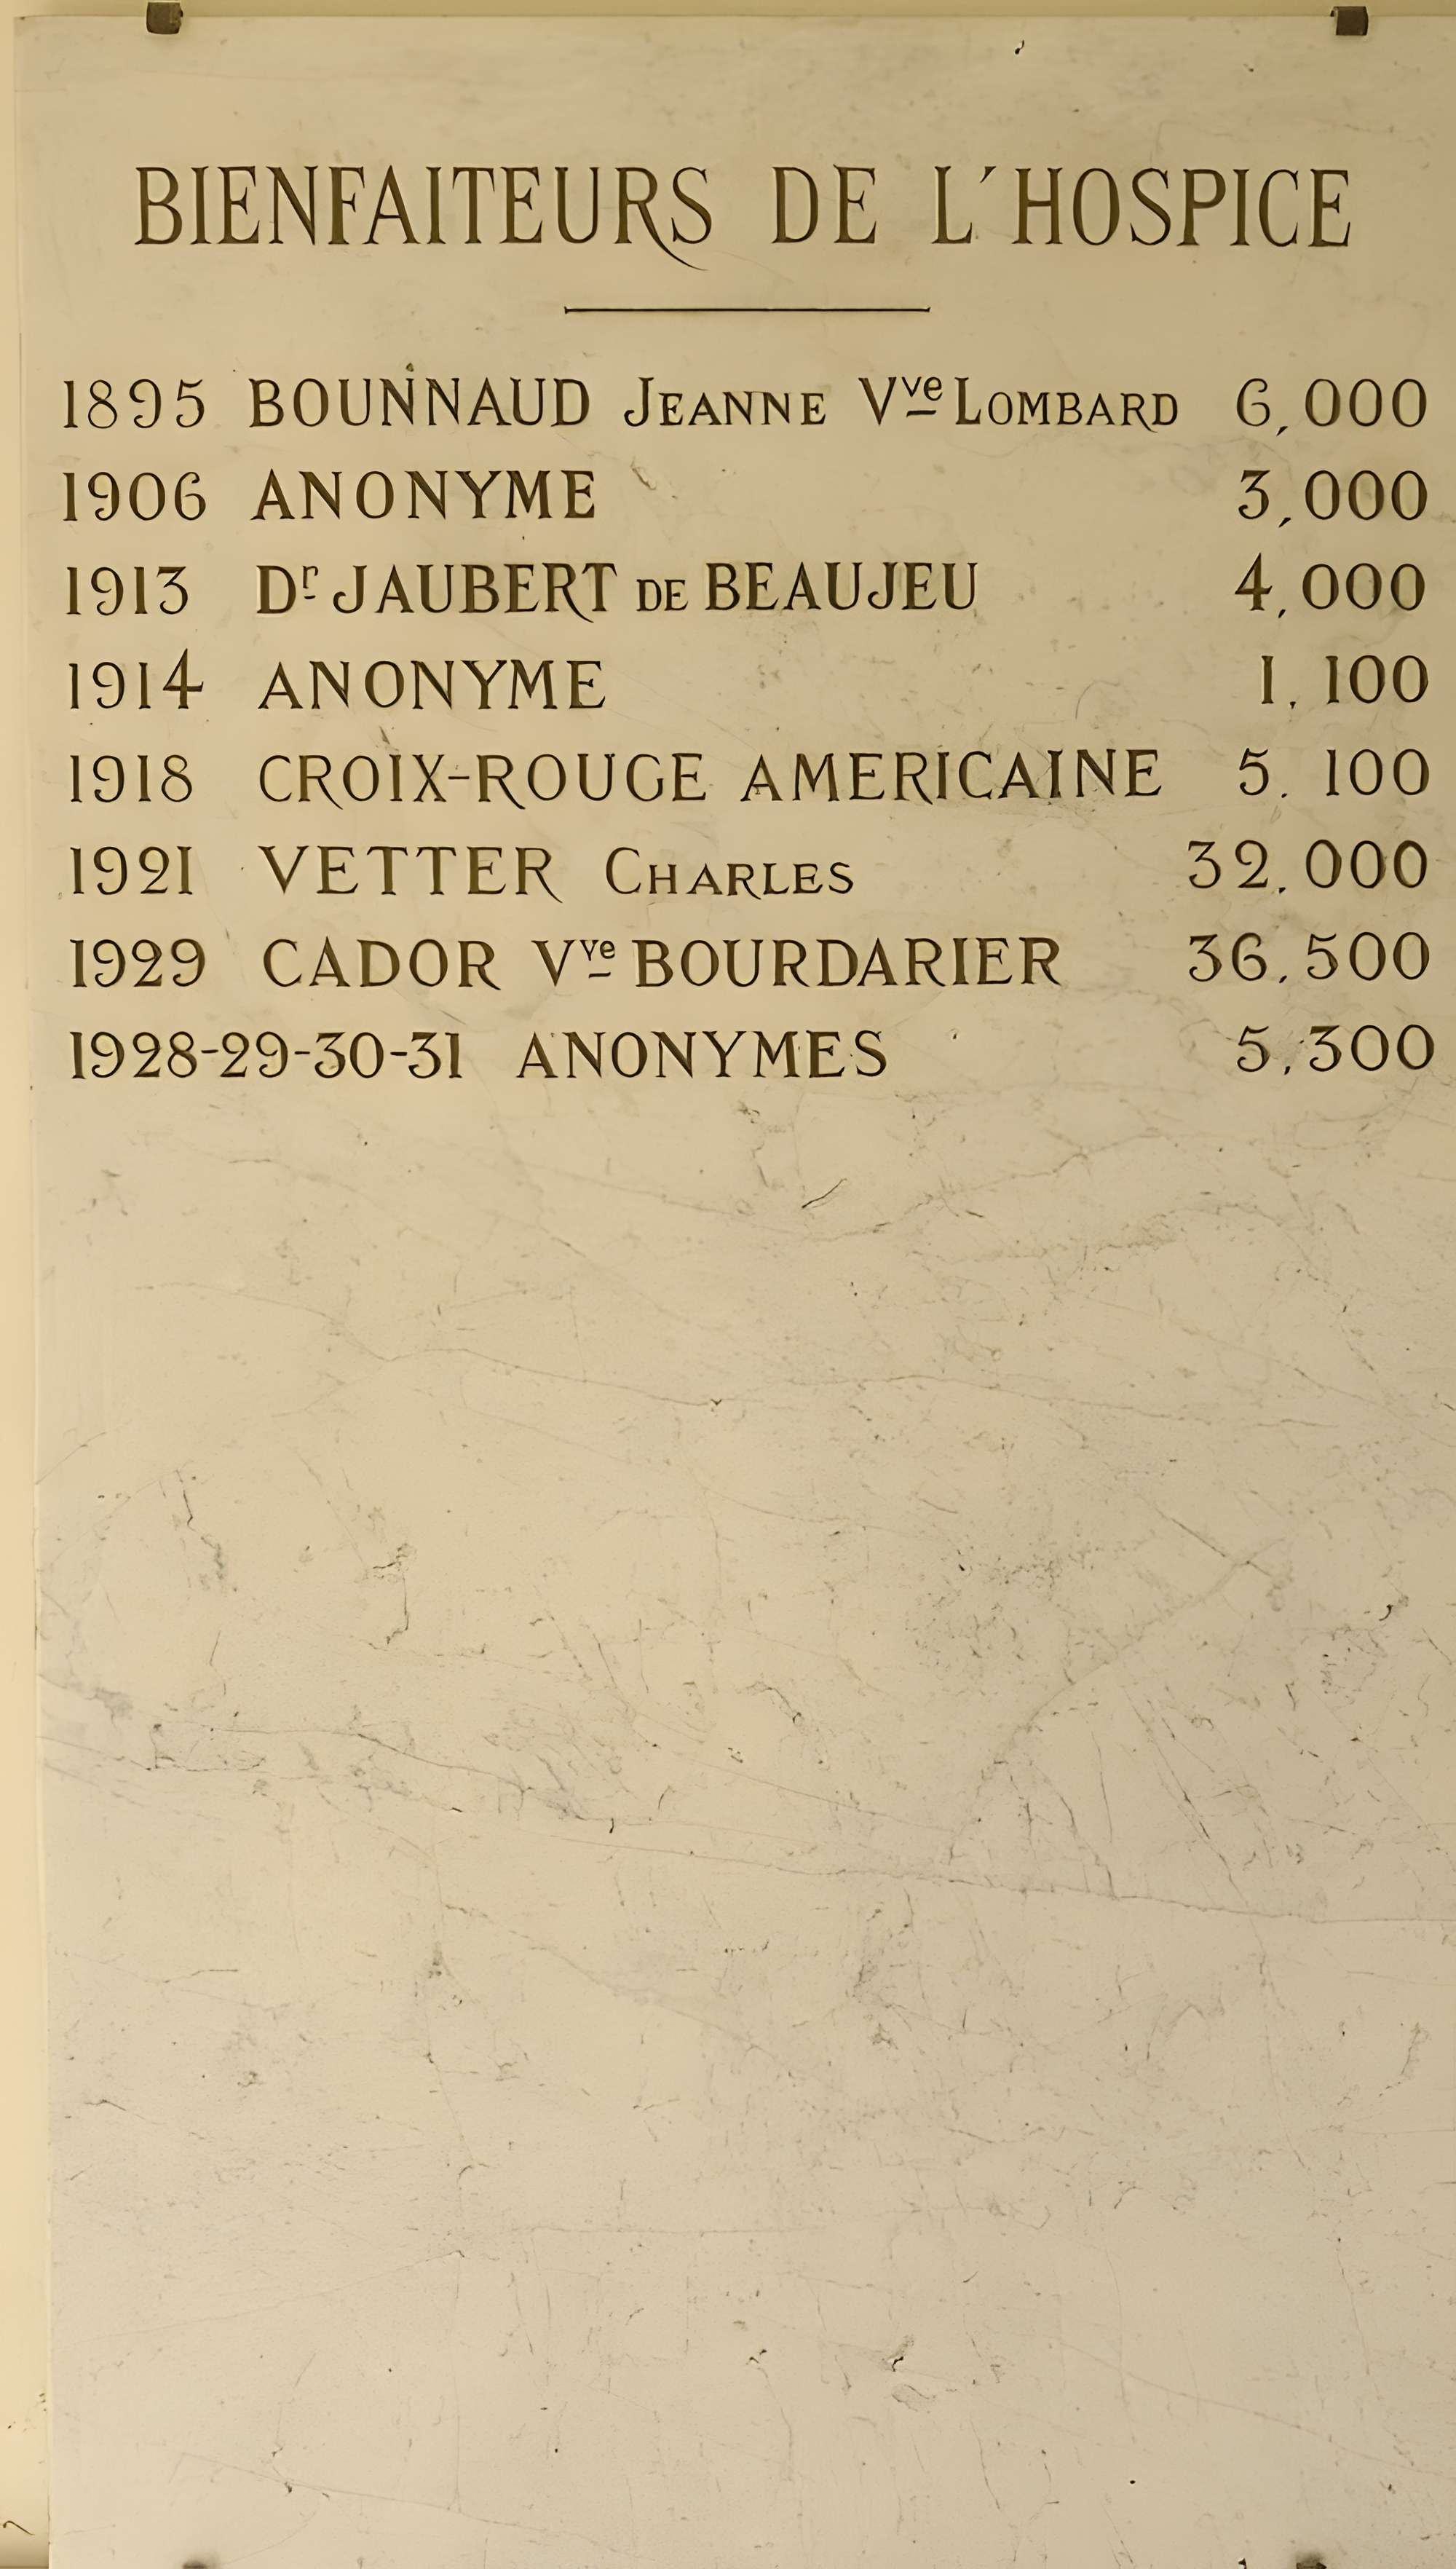 BIENFAITEURS DE L'HOSPICE
1895 BOUNNAUD JEANNE Vve LOMBARD 6,000
1906 ANONYME 3,000
1913 Dr JAUBERT DE BEAUJEU 4,000
1914 ANONYME 1.100
1918 CROIX-ROUGE AMERICAINE 5.100
1921 VETTER CHARLES 32.000
1929 CADOR Vve BOURDARIER 36.500
1928-29-30-31 ANONYMES 5,300